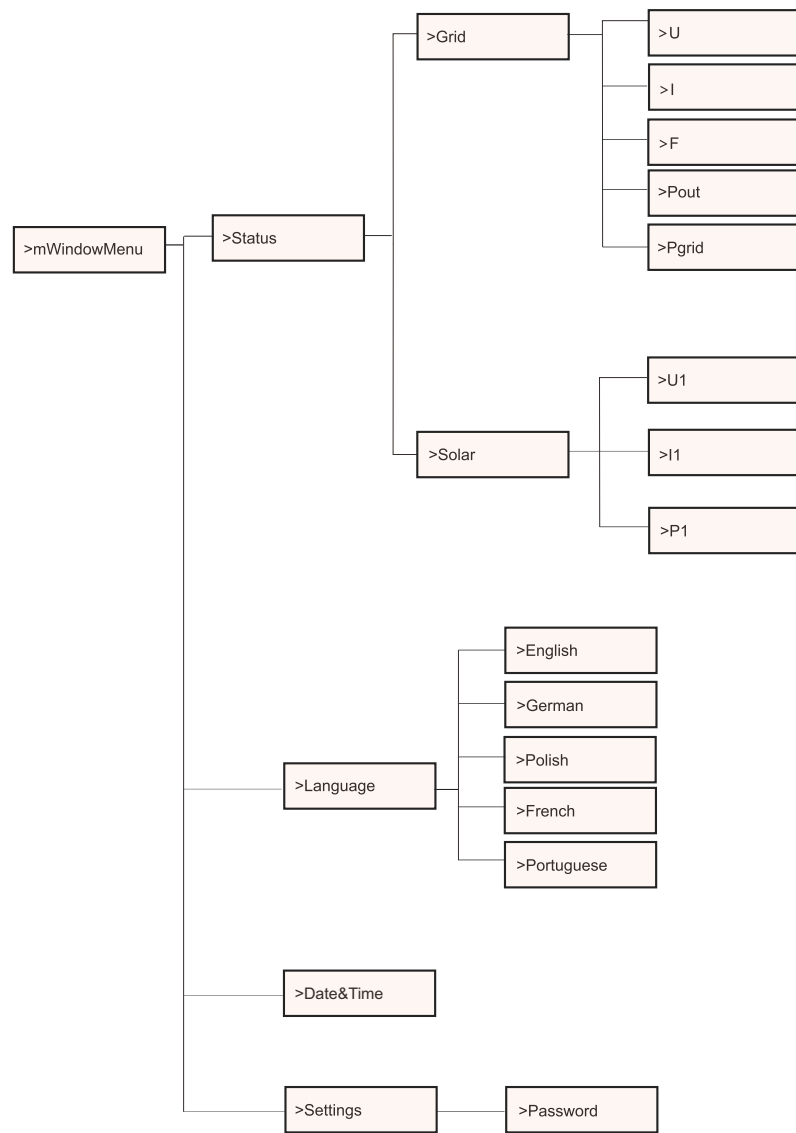 >mWindowMenu
>Status
>Grid
>U
>I
>F
>Pout
>Pgrid
>Solar
>U1
>I1
>P1
>Language
>English
>German
>Polish
>French
>Portuguese
>Date&Time
>Settings
>Password